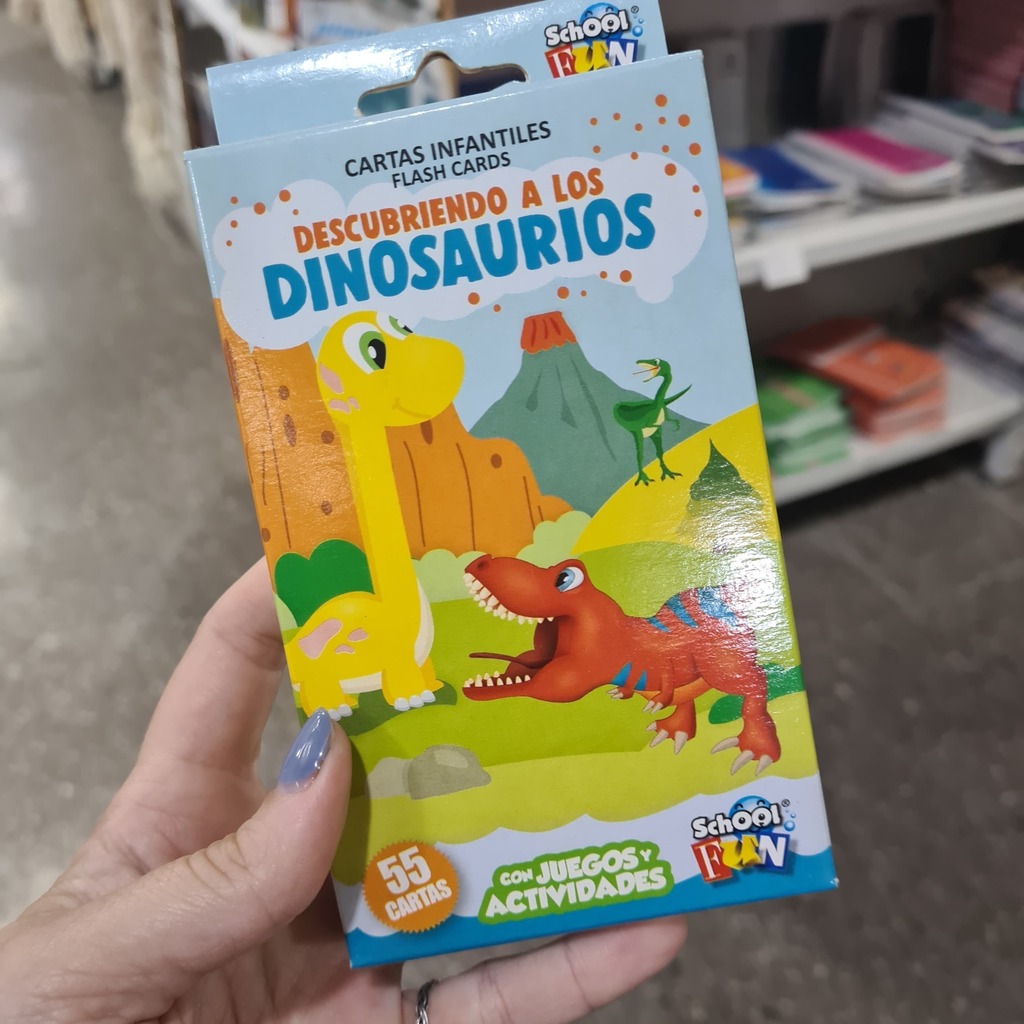 SCHOOL
FUN
CARTAS INFANTILES
FLASH CARDS
DESCUBRIENDO A LOS
DINOSAURIOS
55
CARTAS
CON JUEGOS Y
ACTIVIDADES
SCHOOL®
FUN